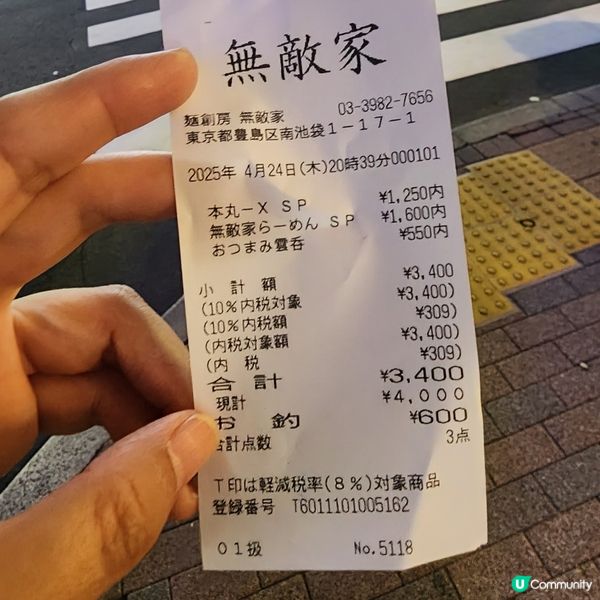 無敵家
麺創房 無敵家 03-3982-7656
東京都豊島区南池袋1-17-1
2025年 4月24日(木)20時39分000101
本丸-X SP ¥1,250内
無敵家らーめん SP ¥1,600内
おつまみ雲呑 ¥550内
小 計 額 ¥3,400
(10%内税対象 ¥3,400)
(10%内税額 ¥309)
(内税対象額 ¥3,400)
(内 税 ¥309)
合 計 ¥3,400
現計 ¥4,000
お 釣 ¥600
合計点数 3点
T印は軽減税率(8%)対象商品
登録番号 T6011101005162
01扱 No.5118
U Community